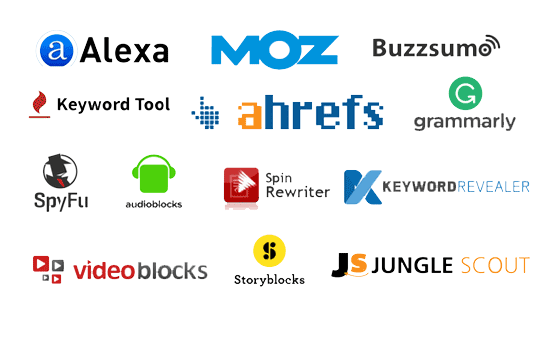 a Alexa
MOZ
Buzzsumo
Keyword Tool
ahrefs
G grammarly
SpyFu
audioblocks
Spin
Rewriter
K KEYWORDREVEALER
videoblocks
S
Storyblocks
JS JUNGLE SCOUT